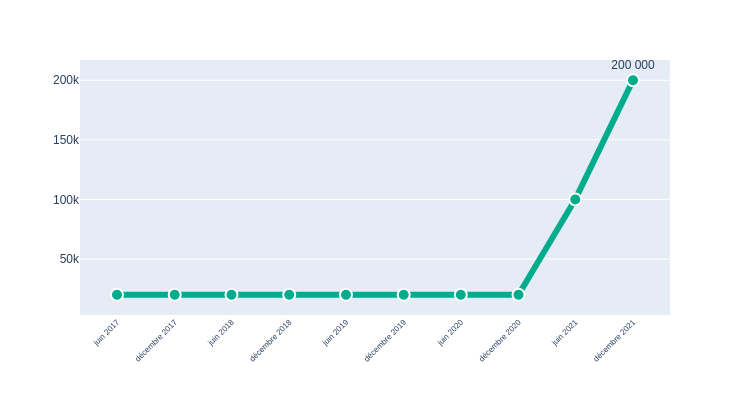 200 000
200k
150k
100k
50k
juin 2017
décembre 2017
juin 2018
décembre 2018
juin 2019
décembre 2019
juin 2020
décembre 2020
juin 2021
décembre 2021